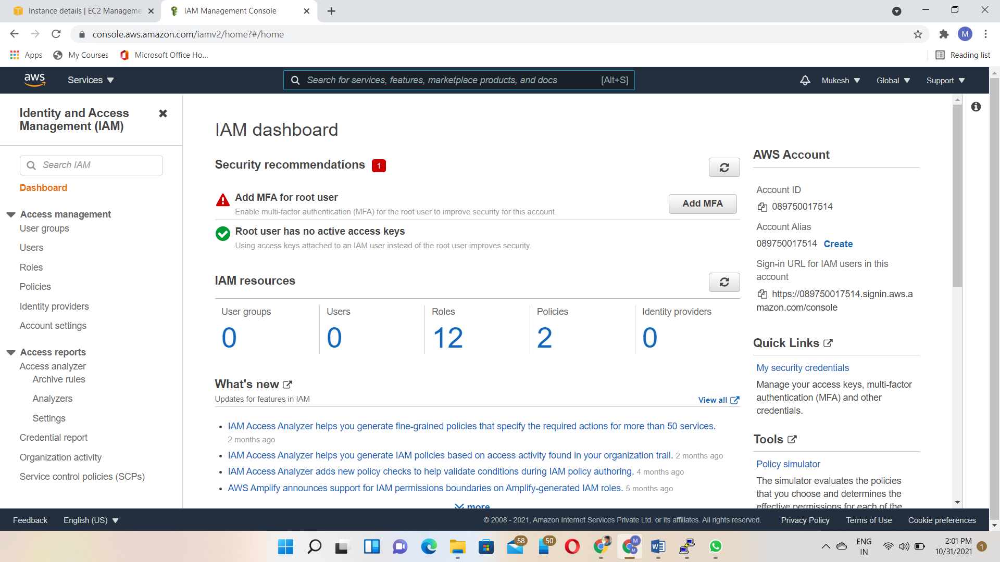 Instance details | EC2 Manageme
IAM Management Console
console.aws.amazon.com/iamv2/home?#/home
M
Apps
My Courses
Microsoft Office Ho...
Reading list
aws
Services
Search for services, features, marketplace products, and docs
[Alt+S]
Mukesh
Global
Support
Identity and Access
Management (IAM)
Search IAM
Dashboard
Access management
User groups
Users
Roles
Policies
Identity providers
Account settings
Access reports
Access analyzer
Archive rules
Analyzers
Settings
Credential report
Organization activity
Service control policies (SCPs)
IAM dashboard
Security recommendations 1
Add MFA for root user
Enable multi-factor authentication (MFA) for the root user to improve security for this account.
Add MFA
Root user has no active access keys
Using access keys attached to an IAM user instead of the root user improves security.
IAM resources
User groups
0
Users
0
Roles
12
Policies
2
Identity providers
0
What's new
Updates for features in IAM
View all
IAM Access Analyzer helps you generate fine-grained policies that specify the required actions for more than 50 services.
2 months ago
IAM Access Analyzer helps you generate IAM policies based on access activity found in your organization trail. 2 months ago
IAM Access Analyzer adds new policy checks to help validate conditions during IAM policy authoring. 4 months ago
AWS Amplify announces support for IAM permissions boundaries on Amplify-generated IAM roles. 5 months ago
more
AWS Account
Account ID
089750017514
Account Alias
089750017514 Create
Sign-in URL for IAM users in this
account
https://089750017514.signin.aws.a
mazon.com/console
Quick Links
My security credentials
Manage your access keys, multi-factor
authentication (MFA) and other
credentials.
Tools
Policy simulator
The simulator evaluates the policies
that you choose and determines the
effective permissions for each of the
Feedback
English (US)
© 2008 - 2021, Amazon Internet Services Private Ltd. or its affiliates. All rights reserved.
Privacy Policy
Terms of Use
Cookie preferences
58
50
M
M
ENG
IN
2:01 PM
10/31/2021
1